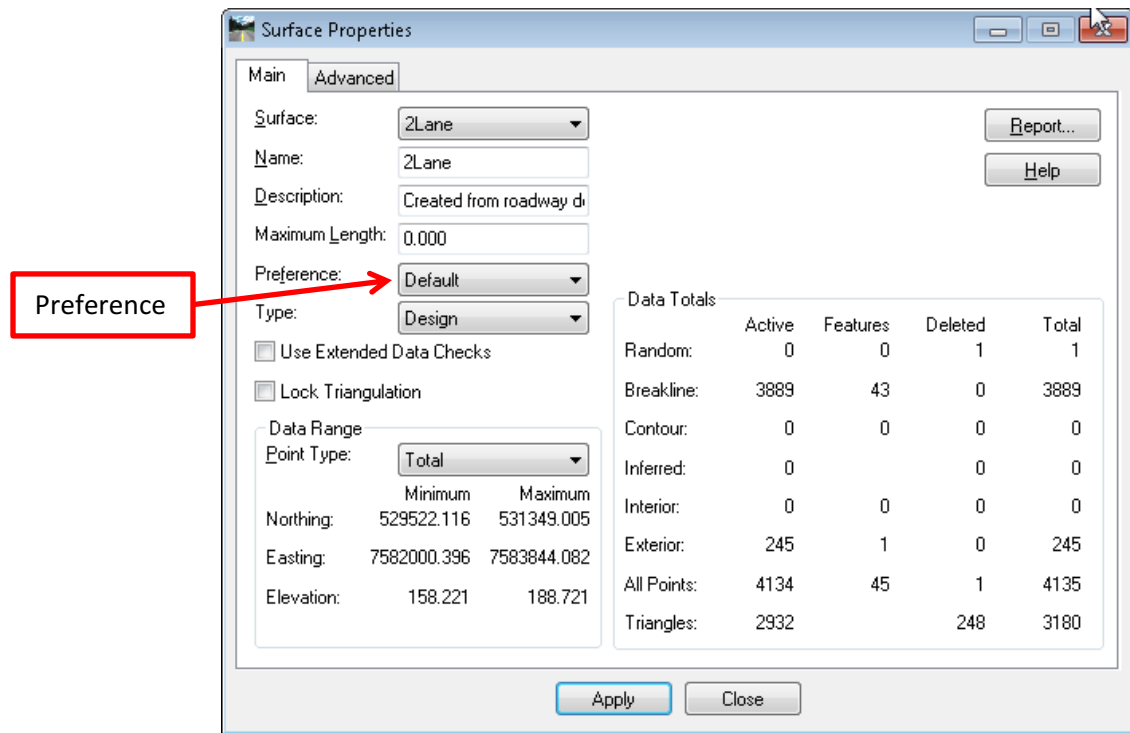 Surface Properties
Main Advanced
Surface: 2Lane Report...
Name: 2Lane Help
Description: Created from roadway d
Maximum Length: 0.000
Preference: Default
Preference
Type: Design
Use Extended Data Checks
Lock Triangulation
Data Range
Point Type: Total
Minimum Maximum
Northing: 529522.116 531349.005
Easting: 7582000.396 7583844.082
Elevation: 158.221 188.721
Data Totals
Active Features Deleted Total
Random: 0 0 1 1
Breakline: 3889 43 0 3889
Contour: 0 0 0 0
Inferred: 0 0 0
Interior: 0 0 0 0
Exterior: 245 1 0 245
All Points: 4134 45 1 4135
Triangles: 2932 248 3180
Apply Close